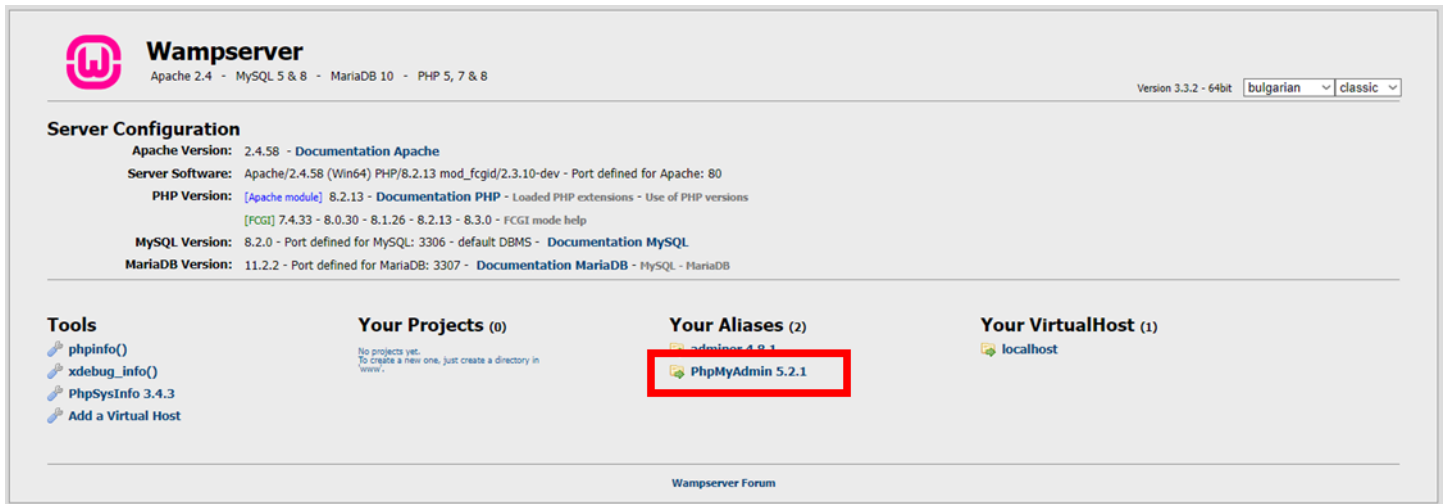 Wampserver
Apache 2.4 - MySQL 5 & 8 - MariaDB 10 - PHP 5, 7 & 8
Version 3.3.2 - 64bit bulgarian classic
Server Configuration
Apache Version: 2.4.58 - Documentation Apache
Server Software: Apache/2.4.58 (Win64) PHP/8.2.13 mod_fcgid/2.3.10-dev - Port defined for Apache: 80
PHP Version: [Apache module] 8.2.13 - Documentation PHP - Loaded PHP extensions - Use of PHP versions
[FCGI] 7.4.33 - 8.0.30 - 8.1.26 - 8.2.13 - 8.3.0 - FCGI mode help
MySQL Version: 8.2.0 - Port defined for MySQL: 3306 - default DBMS - Documentation MySQL
MariaDB Version: 11.2.2 - Port defined for MariaDB: 3307 - Documentation MariaDB - MySQL - MariaDB
Tools
phpinfo()
xdebug_info()
PhpSysInfo 3.4.3
Add a Virtual Host
Your Projects (0)
No projects yet.
To create a new one, just create a directory in
'www'.
Your Aliases (2)
adminer 4.8.1
PhpMyAdmin 5.2.1
Your VirtualHost (1)
localhost
Wampserver Forum